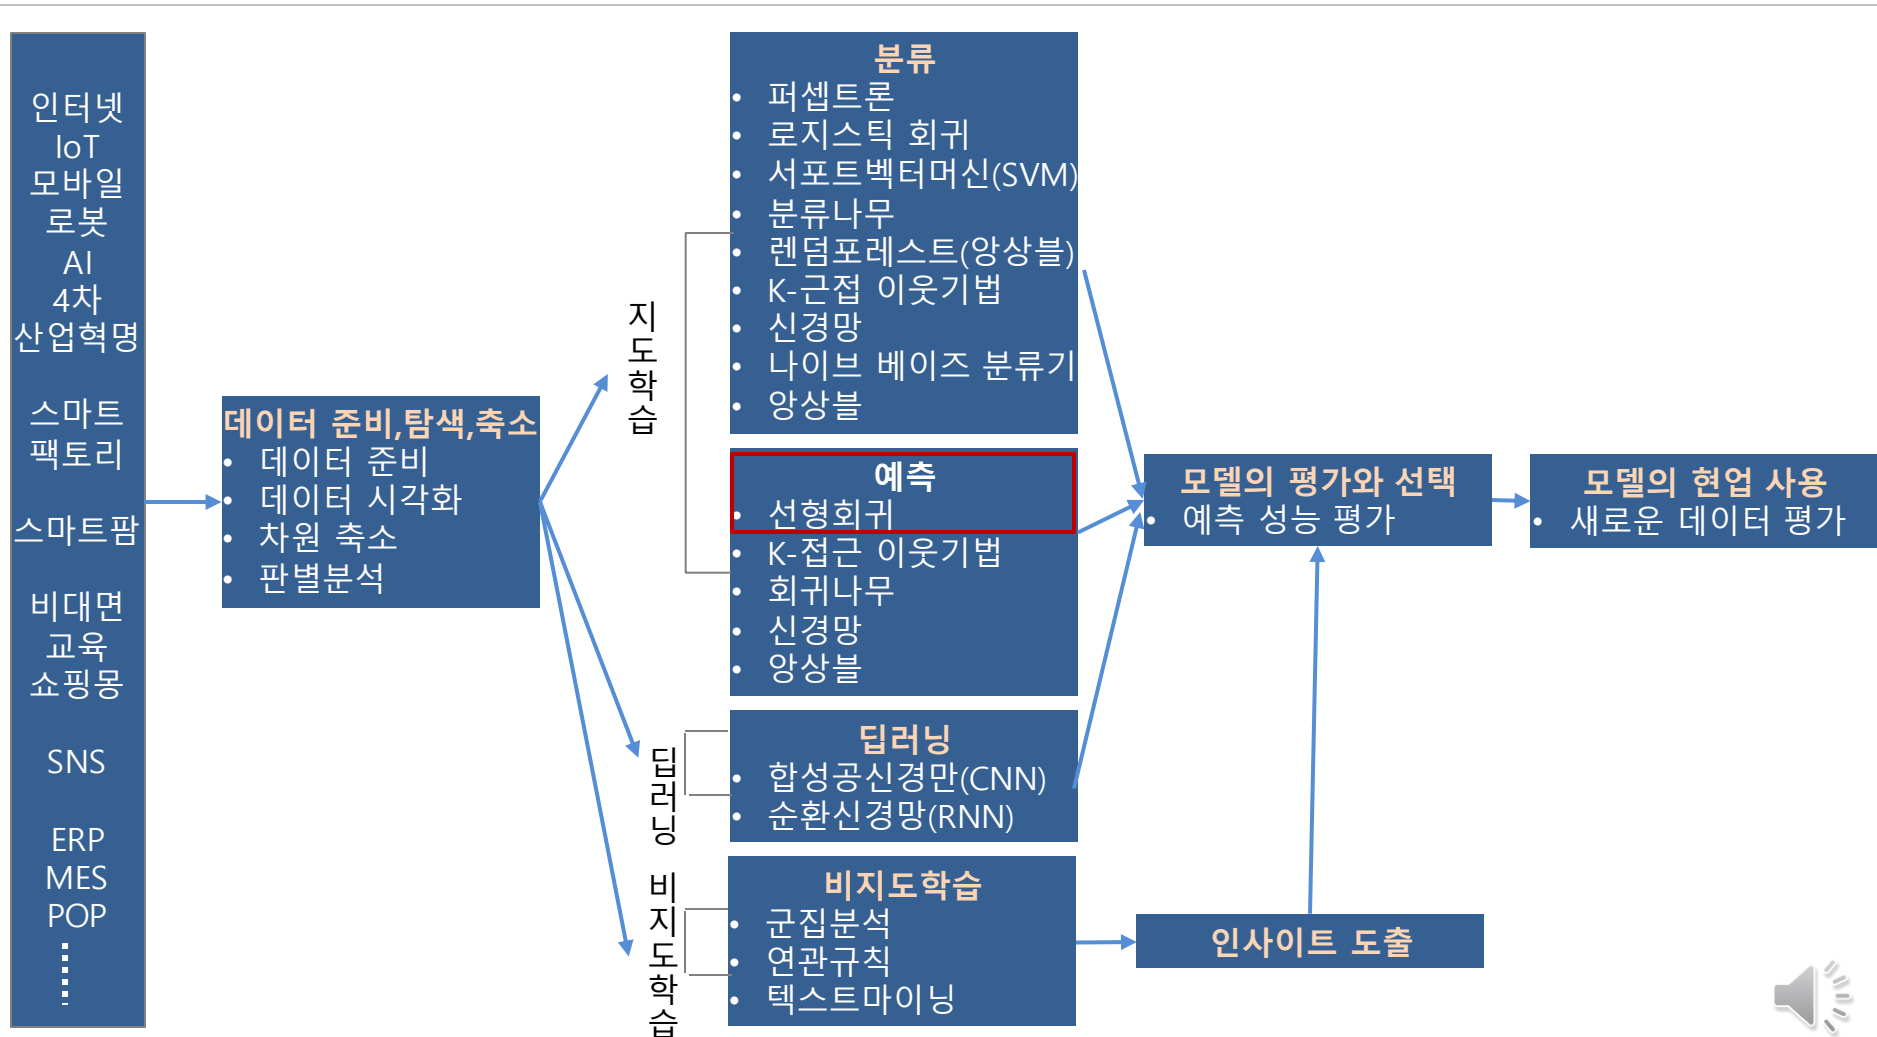 인터넷
IoT
모바일
로봇
AI
4차
산업혁명
스마트
팩토리
스마트팜
비대면
교육
쇼핑몰
SNS
ERP
MES
POP
데이터 준비,탐색,축소
• 데이터 준비
• 데이터 시각화
• 차원 축소
• 판별분석
지도학습
분류
• 퍼셉트론
• 로지스틱 회귀
• 서포트벡터머신(SVM)
• 분류나무
• 렌덤포레스트(앙상블)
• K-근접 이웃기법
• 신경망
• 나이브 베이즈 분류기
• 앙상블
예측
• 선형회귀
• K-접근 이웃기법
• 회귀나무
• 신경망
• 앙상블
딥러닝
딥러닝
• 합성공신경만(CNN)
• 순환신경망(RNN)
비지도학습
비지도학습
• 군집분석
• 연관규칙
• 텍스트마이닝
모델의 평가와 선택
• 예측 성능 평가
인사이트 도출
모델의 현업 사용
• 새로운 데이터 평가